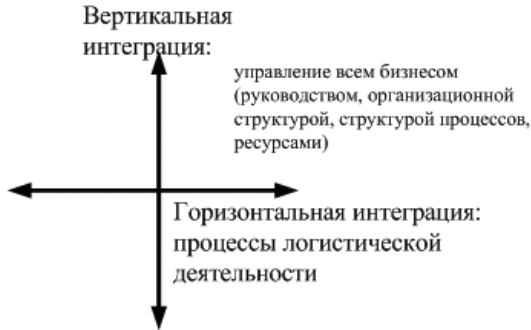 Вертикальная
интеграция:
управление всем бизнесом
(руководством, организационной
структурой, структурой процессов,
ресурсами)
Горизонтальная интеграция:
процессы логистической
деятельности